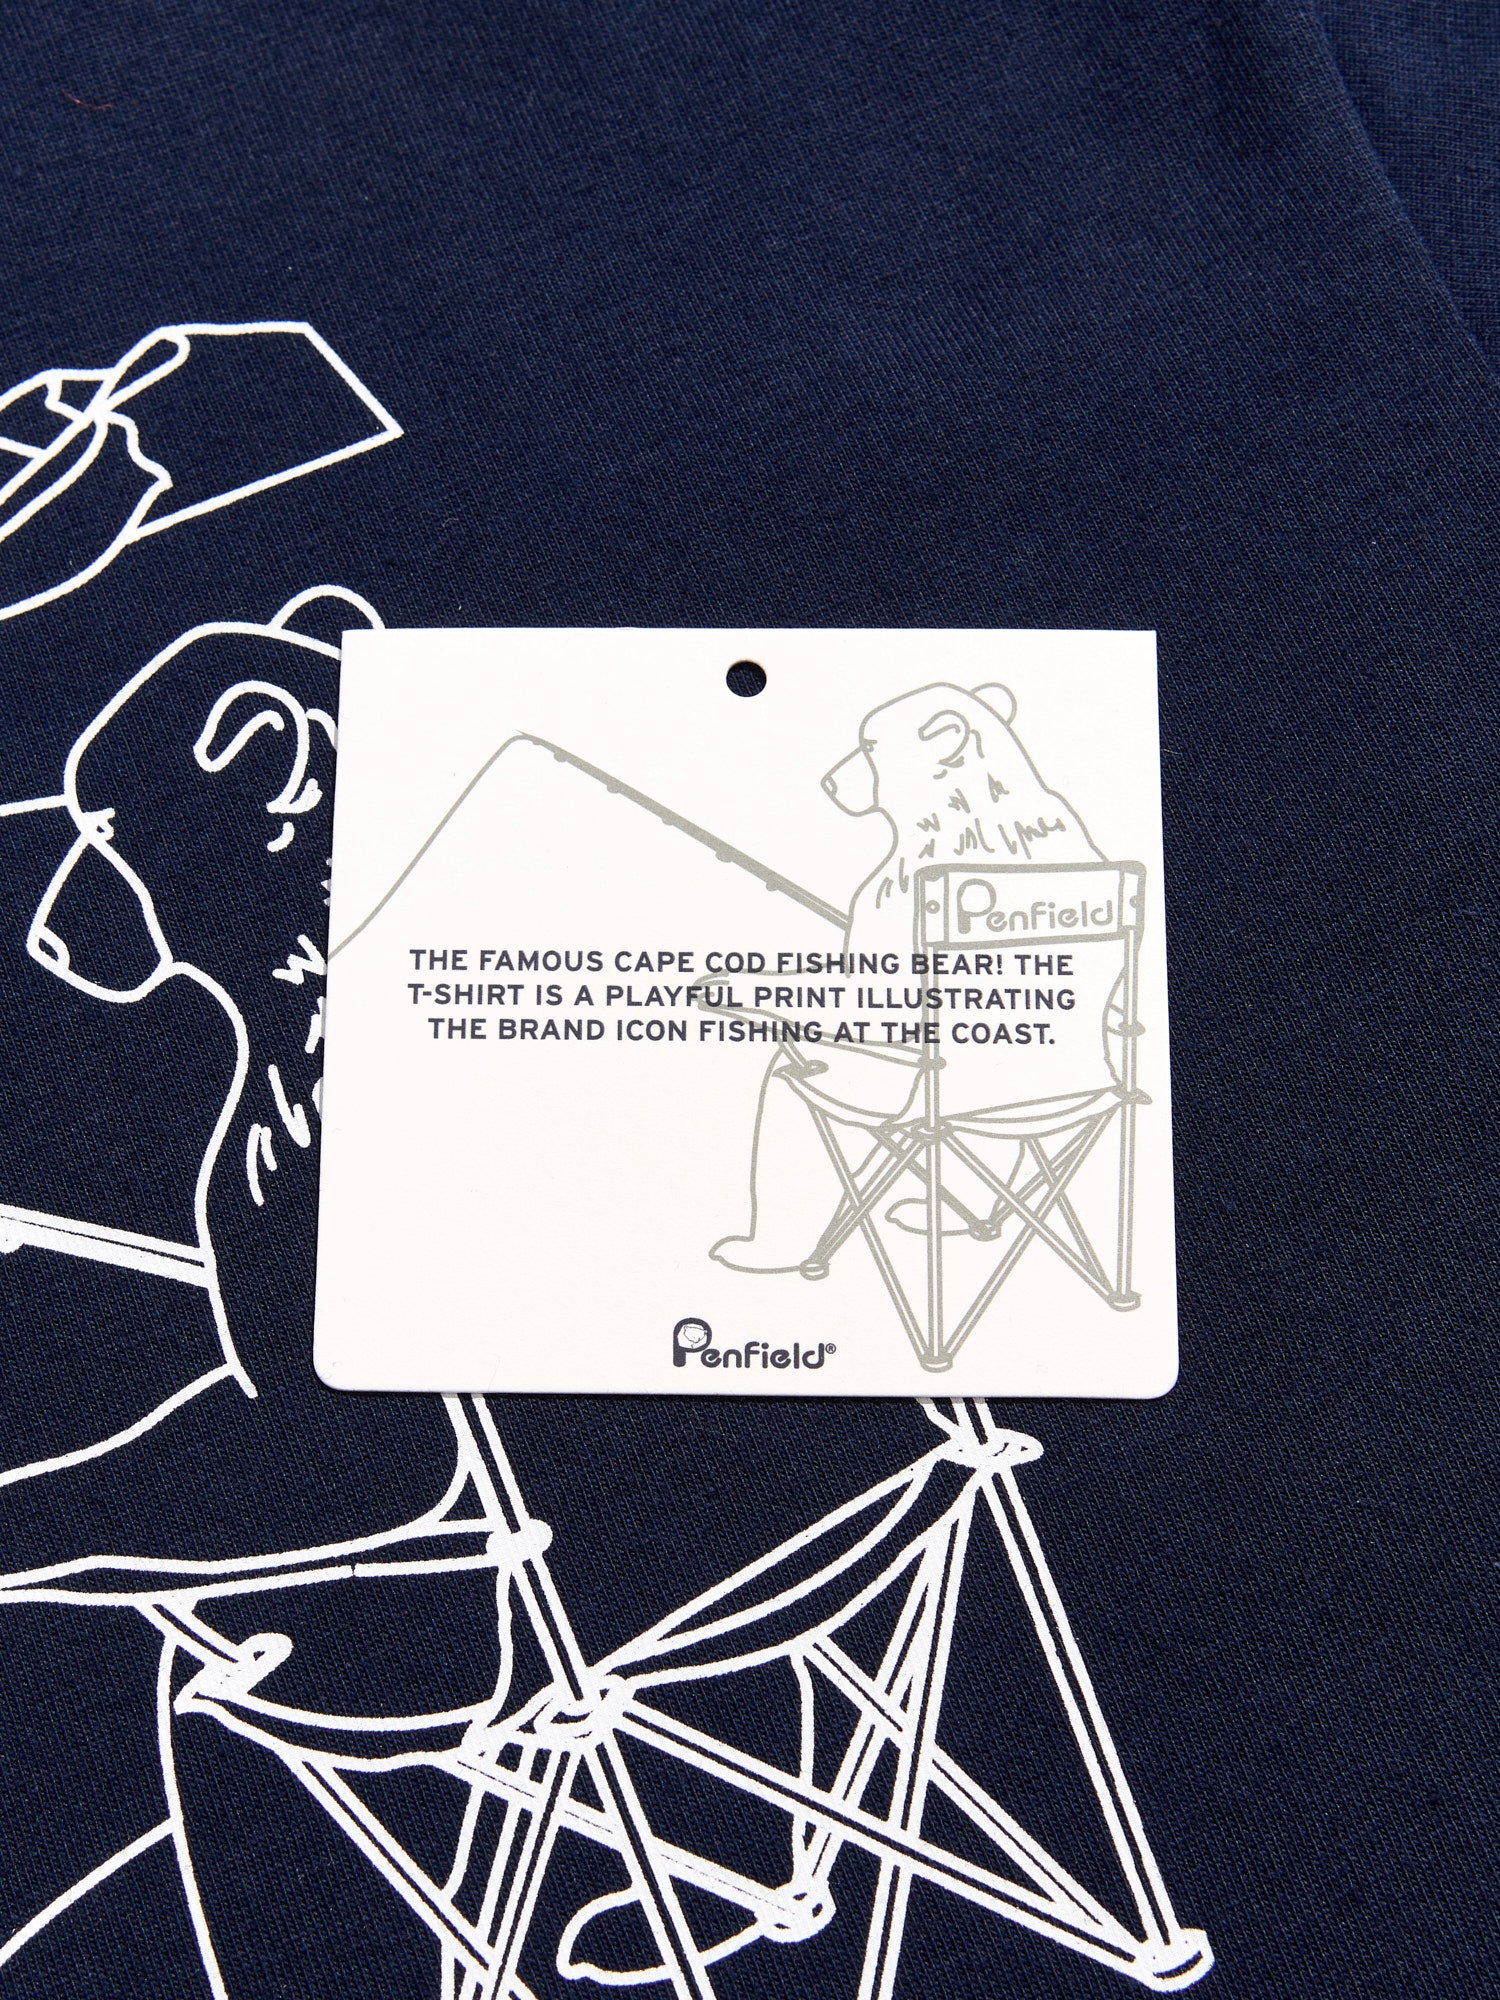 Penfield
THE FAMOUS CAPE COD FISHING BEAR! THE
T-SHIRT IS A PLAYFUL PRINT ILLUSTRATING
THE BRAND ICON FISHING AT THE COAST.
Penfield®